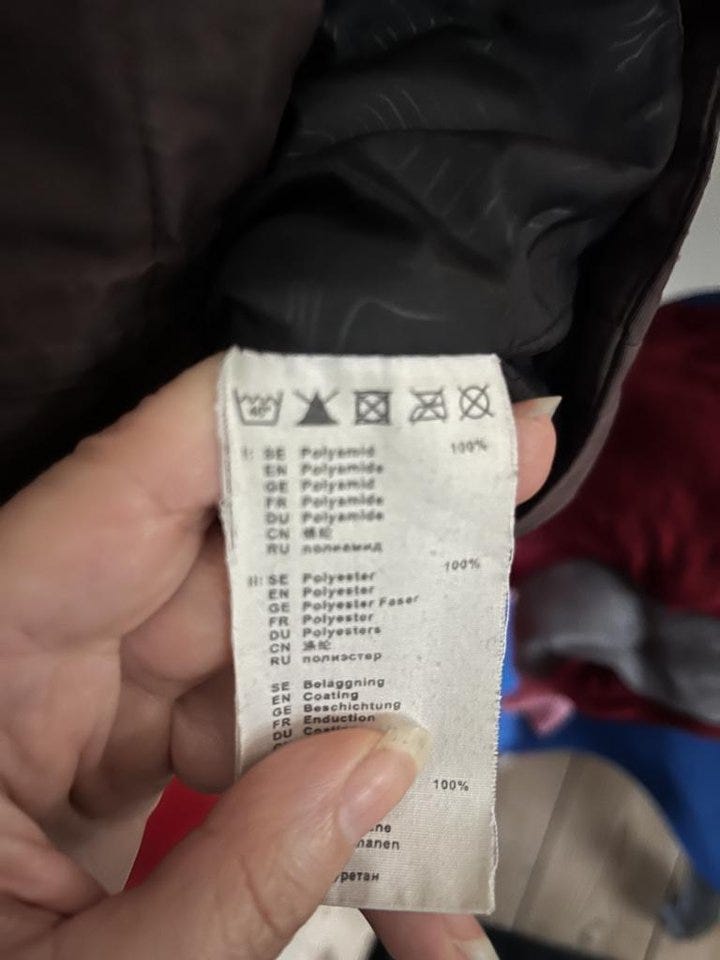 40°
I: SE Polyamid 100%
EN Polyamide
GE Polyamid
FR Polyamide
DU Polyamide
CN 锦纶
RU полиамид
II: SE Polyester 100%
EN Polyester
GE Polyester Faser
FR Polyester
DU Polyesters
CN 涤纶
RU полиэстер
SE Beläggning
EN Coating
GE Beschichtung
FR Enduction
DU
100%